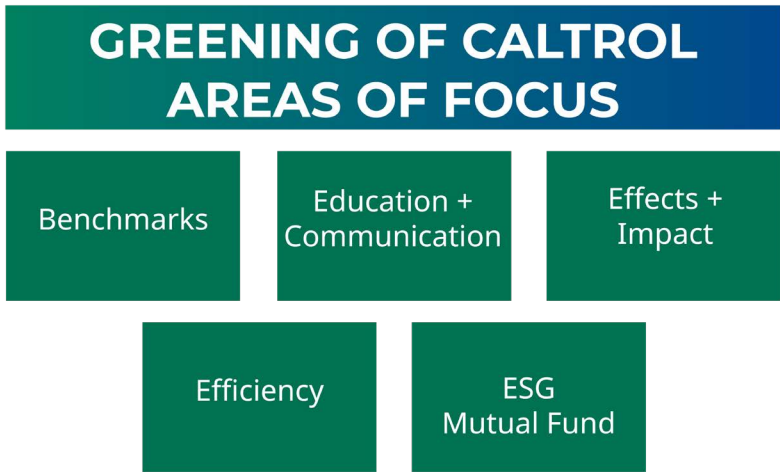 GREENING OF CALTROL
AREAS OF FOCUS
Benchmarks
Education +
Communication
Effects +
Impact
Efficiency
ESG
Mutual Fund